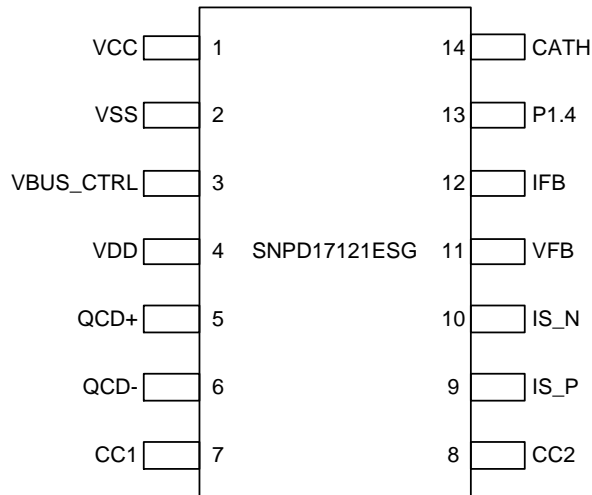 VCC 1 14 CATH
VSS 2 13 P1.4
VBUS_CTRL 3 12 IFB
VDD 4 SNPD17121ESG 11 VFB
QCD+ 5 10 IS_N
QCD- 6 9 IS_P
CC1 7 8 CC2